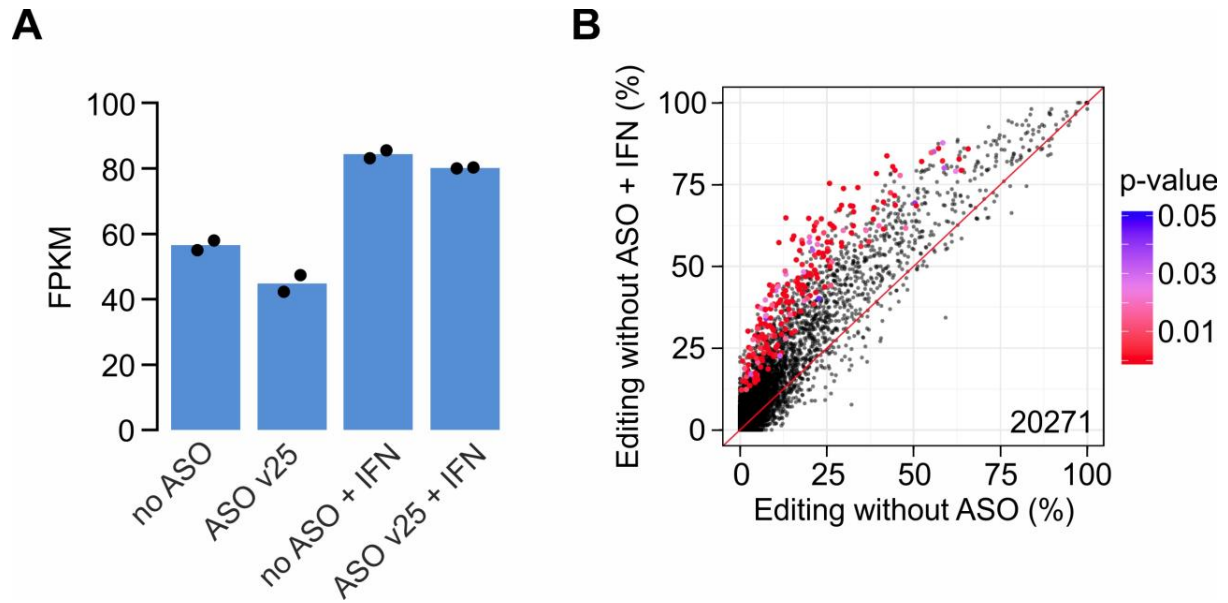 A
FPKM
100
80
60
40
20
0
no ASO
ASO v25
no ASO + IFN
ASO v25 + IFN
B
Editing without ASO + IFN (%)
100
75
50
25
0
20271
0 25 50 75 100
Editing without ASO (%)
p-value
0.05
0.03
0.01